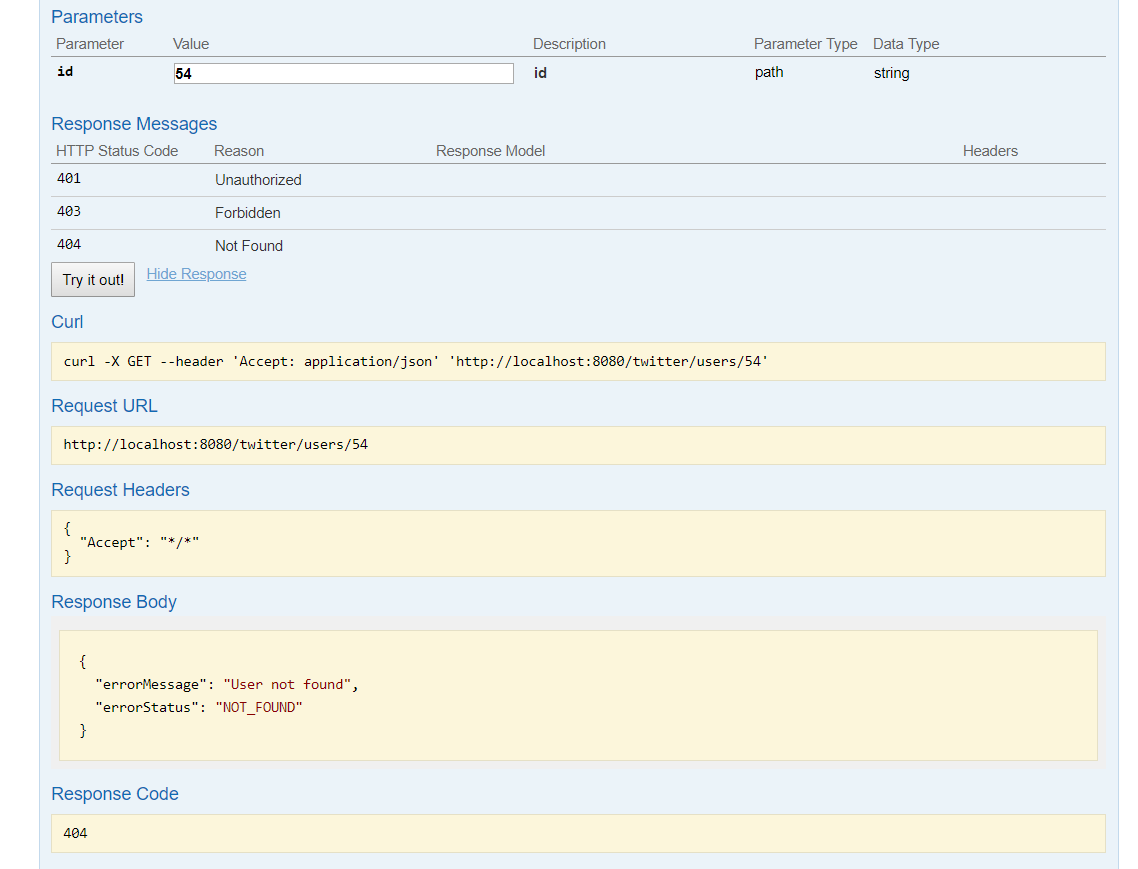 Parameters
Parameter Value Description Parameter Type Data Type
id 54 id path string
Response Messages
HTTP Status Code Reason Response Model Headers
401 Unauthorized
403 Forbidden
404 Not Found
Try it out! Hide Response
Curl
curl -X GET --header 'Accept: application/json' 'http://localhost:8080/twitter/users/54'
Request URL
http://localhost:8080/twitter/users/54
Request Headers
{
"Accept": "*/*"
}
Response Body
{
"errorMessage": "User not found",
"errorStatus": "NOT_FOUND"
}
Response Code
404